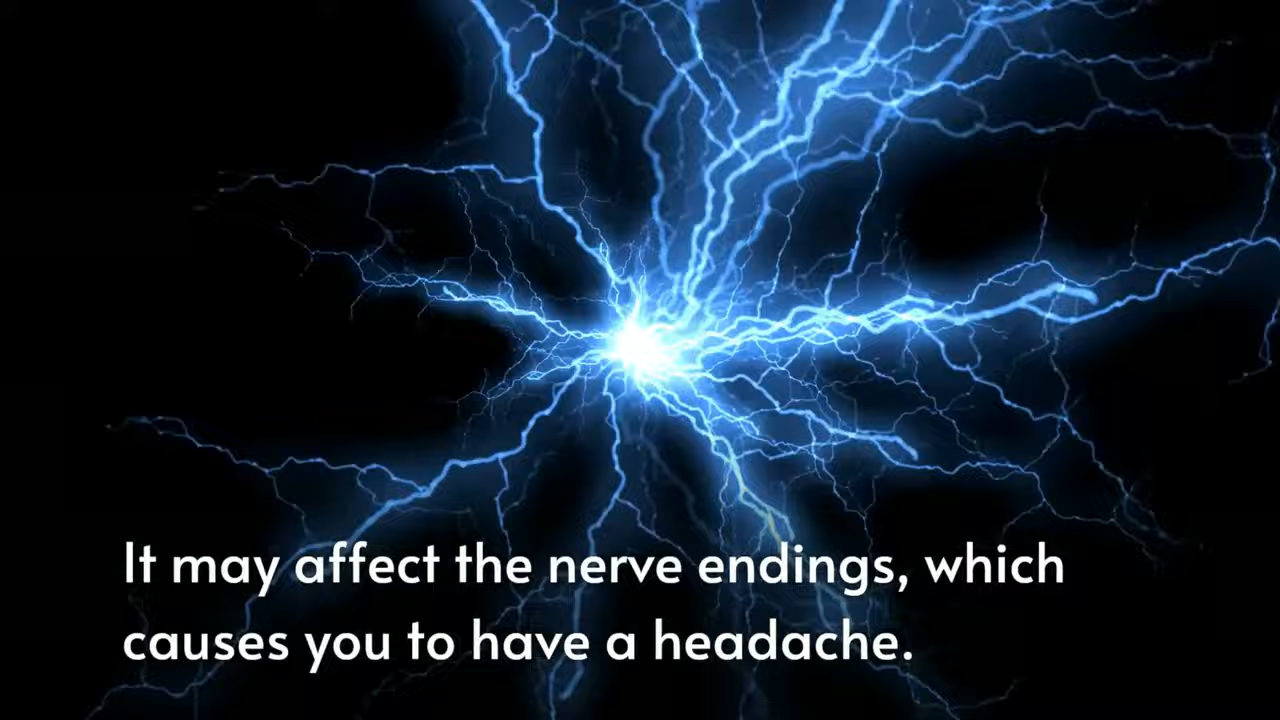 It may affect the nerve endings, which
causes you to have a headache.